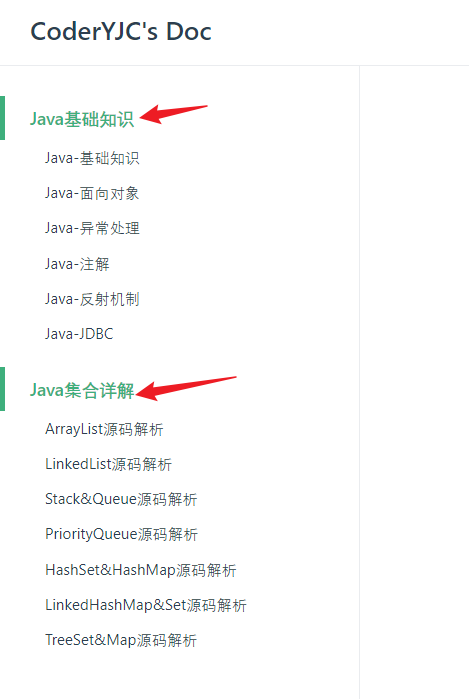 CoderYJC's Doc
Java基础知识
Java-基础知识
Java-面向对象
Java-异常处理
Java-注解
Java-反射机制
Java-JDBC
Java集合详解
ArrayList源码解析
LinkedList源码解析
Stack&Queue源码解析
PriorityQueue源码解析
HashSet&HashMap源码解析
LinkedHashMap&Set源码解析
TreeSet&Map源码解析